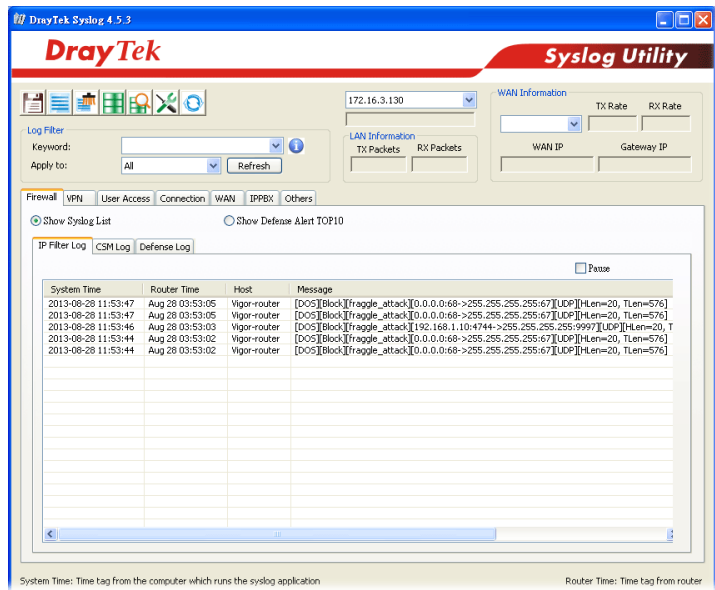 DrayTek Syslog 4.5.3
DrayTek
Syslog Utility
172.16.3.130
WAN Information
TX Rate RX Rate
WAN IP Gateway IP
LAN Information
TX Packets RX Packets
Log Filter
Keyword:
Apply to: All Refresh
Firewall VPN User Access Connection WAN IPPBX Others
Show Syslog List Show Defense Alert TOP10
IP Filter Log CSM Log Defense Log
Pause
System Time Router Time Host Message
2013-08-28 11:53:47 Aug 28 03:53:05 Vigor-router [DOS][Block][fraggle_attack][0.0.0.0:68->255.255.255.255:67][UDP][HLen=20, TLen=576]
2013-08-28 11:53:47 Aug 28 03:53:05 Vigor-router [DOS][Block][fraggle_attack][0.0.0.0:68->255.255.255.255:67][UDP][HLen=20, TLen=576]
2013-08-28 11:53:46 Aug 28 03:53:03 Vigor-router [DOS][Block][fraggle_attack][192.168.1.10:4744->255.255.255.255:9997][UDP][HLen=20, T
2013-08-28 11:53:44 Aug 28 03:53:02 Vigor-router [DOS][Block][fraggle_attack][0.0.0.0:68->255.255.255.255:67][UDP][HLen=20, TLen=576]
2013-08-28 11:53:44 Aug 28 03:53:02 Vigor-router [DOS][Block][fraggle_attack][0.0.0.0:68->255.255.255.255:67][UDP][HLen=20, TLen=576]
System Time: Time tag from the computer which runs the syslog application
Router Time: Time tag from router